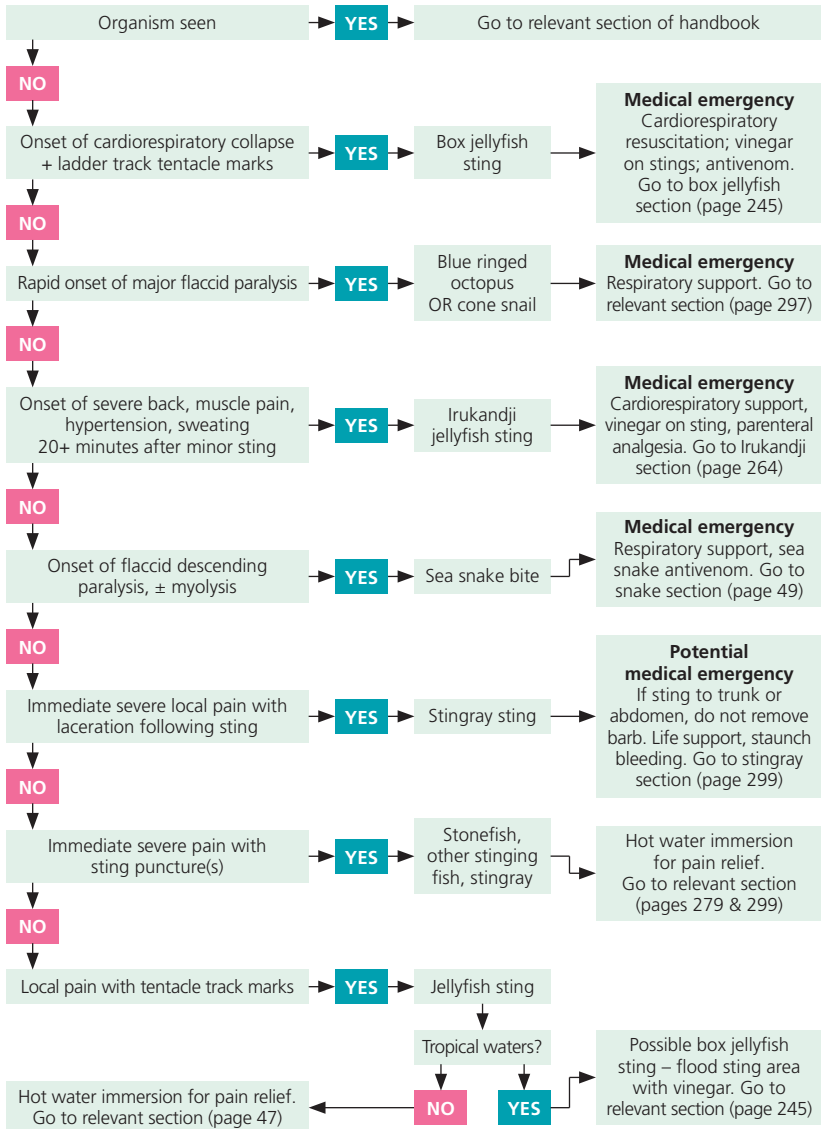 Organism seen
YES
Go to relevant section of handbook
NO
Onset of cardiorespiratory collapse
+ ladder track tentacle marks
YES
Box jellyfish
sting
Medical emergency
Cardiorespiratory
resuscitation; vinegar
on stings; antivenom.
Go to box jellyfish
section (page 245)
NO
Rapid onset of major flaccid paralysis
YES
Blue ringed
octopus
OR cone snail
Medical emergency
Respiratory support. Go to
relevant section (page 297)
NO
Onset of severe back, muscle pain,
hypertension, sweating
20+ minutes after minor sting
YES
Irukandji
jellyfish sting
Medical emergency
Cardiorespiratory support,
vinegar on sting, parenteral
analgesia. Go to Irukandji
section (page 264)
NO
Onset of flaccid descending
paralysis, ± myolysis
YES
Sea snake bite
Medical emergency
Respiratory support, sea
snake antivenom. Go to
snake section (page 49)
NO
Immediate severe local pain with
laceration following sting
YES
Stingray sting
Potential
medical emergency
If sting to trunk or
abdomen, do not remove
barb. Life support, staunch
bleeding. Go to stingray
section (page 299)
NO
Immediate severe pain with
sting puncture(s)
YES
Stonefish,
other stinging
fish, stingray
Hot water immersion
for pain relief.
Go to relevant section
(pages 279 & 299)
NO
Local pain with tentacle track marks
YES
Jellyfish sting
Tropical waters?
NO
YES
Hot water immersion for pain relief.
Go to relevant section (page 47)
Possible box jellyfish
sting – flood sting area
with vinegar. Go to
relevant section (page 245)